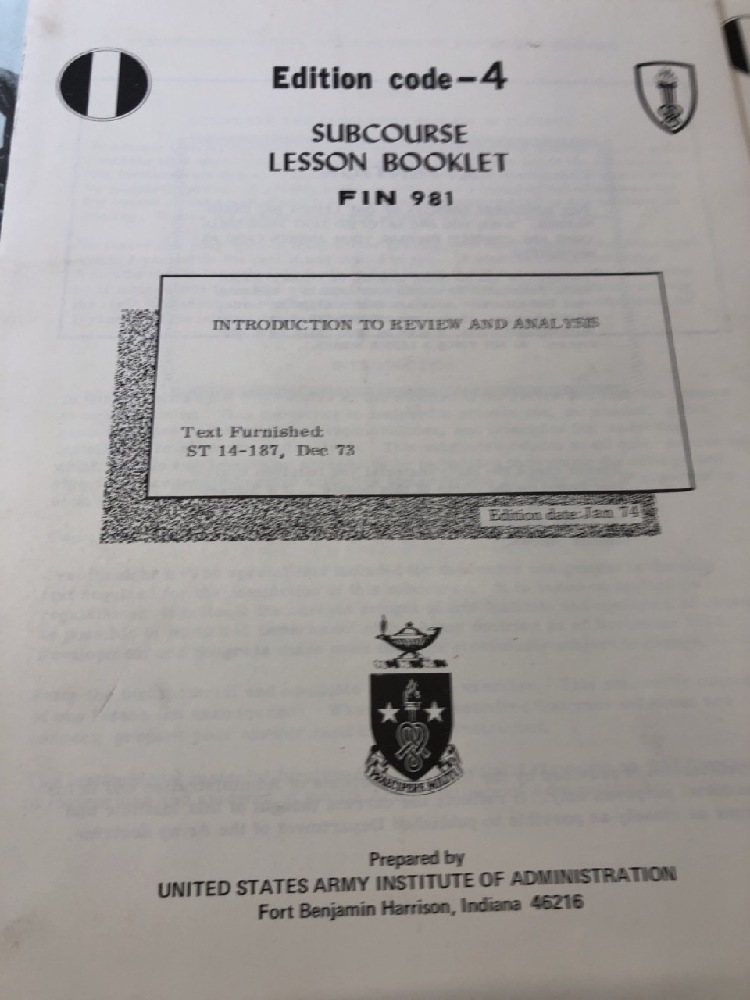 Edition code-4
SUBCOURSE
LESSON BOOKLET
FIN 981
INTRODUCTION TO REVIEW AND ANALYSIS
Text Furnished:
ST 14-187, Dec 73
Edition date: Jan 74
Prepared by
UNITED STATES ARMY INSTITUTE OF ADMINISTRATION
Fort Benjamin Harrison, Indiana 46216